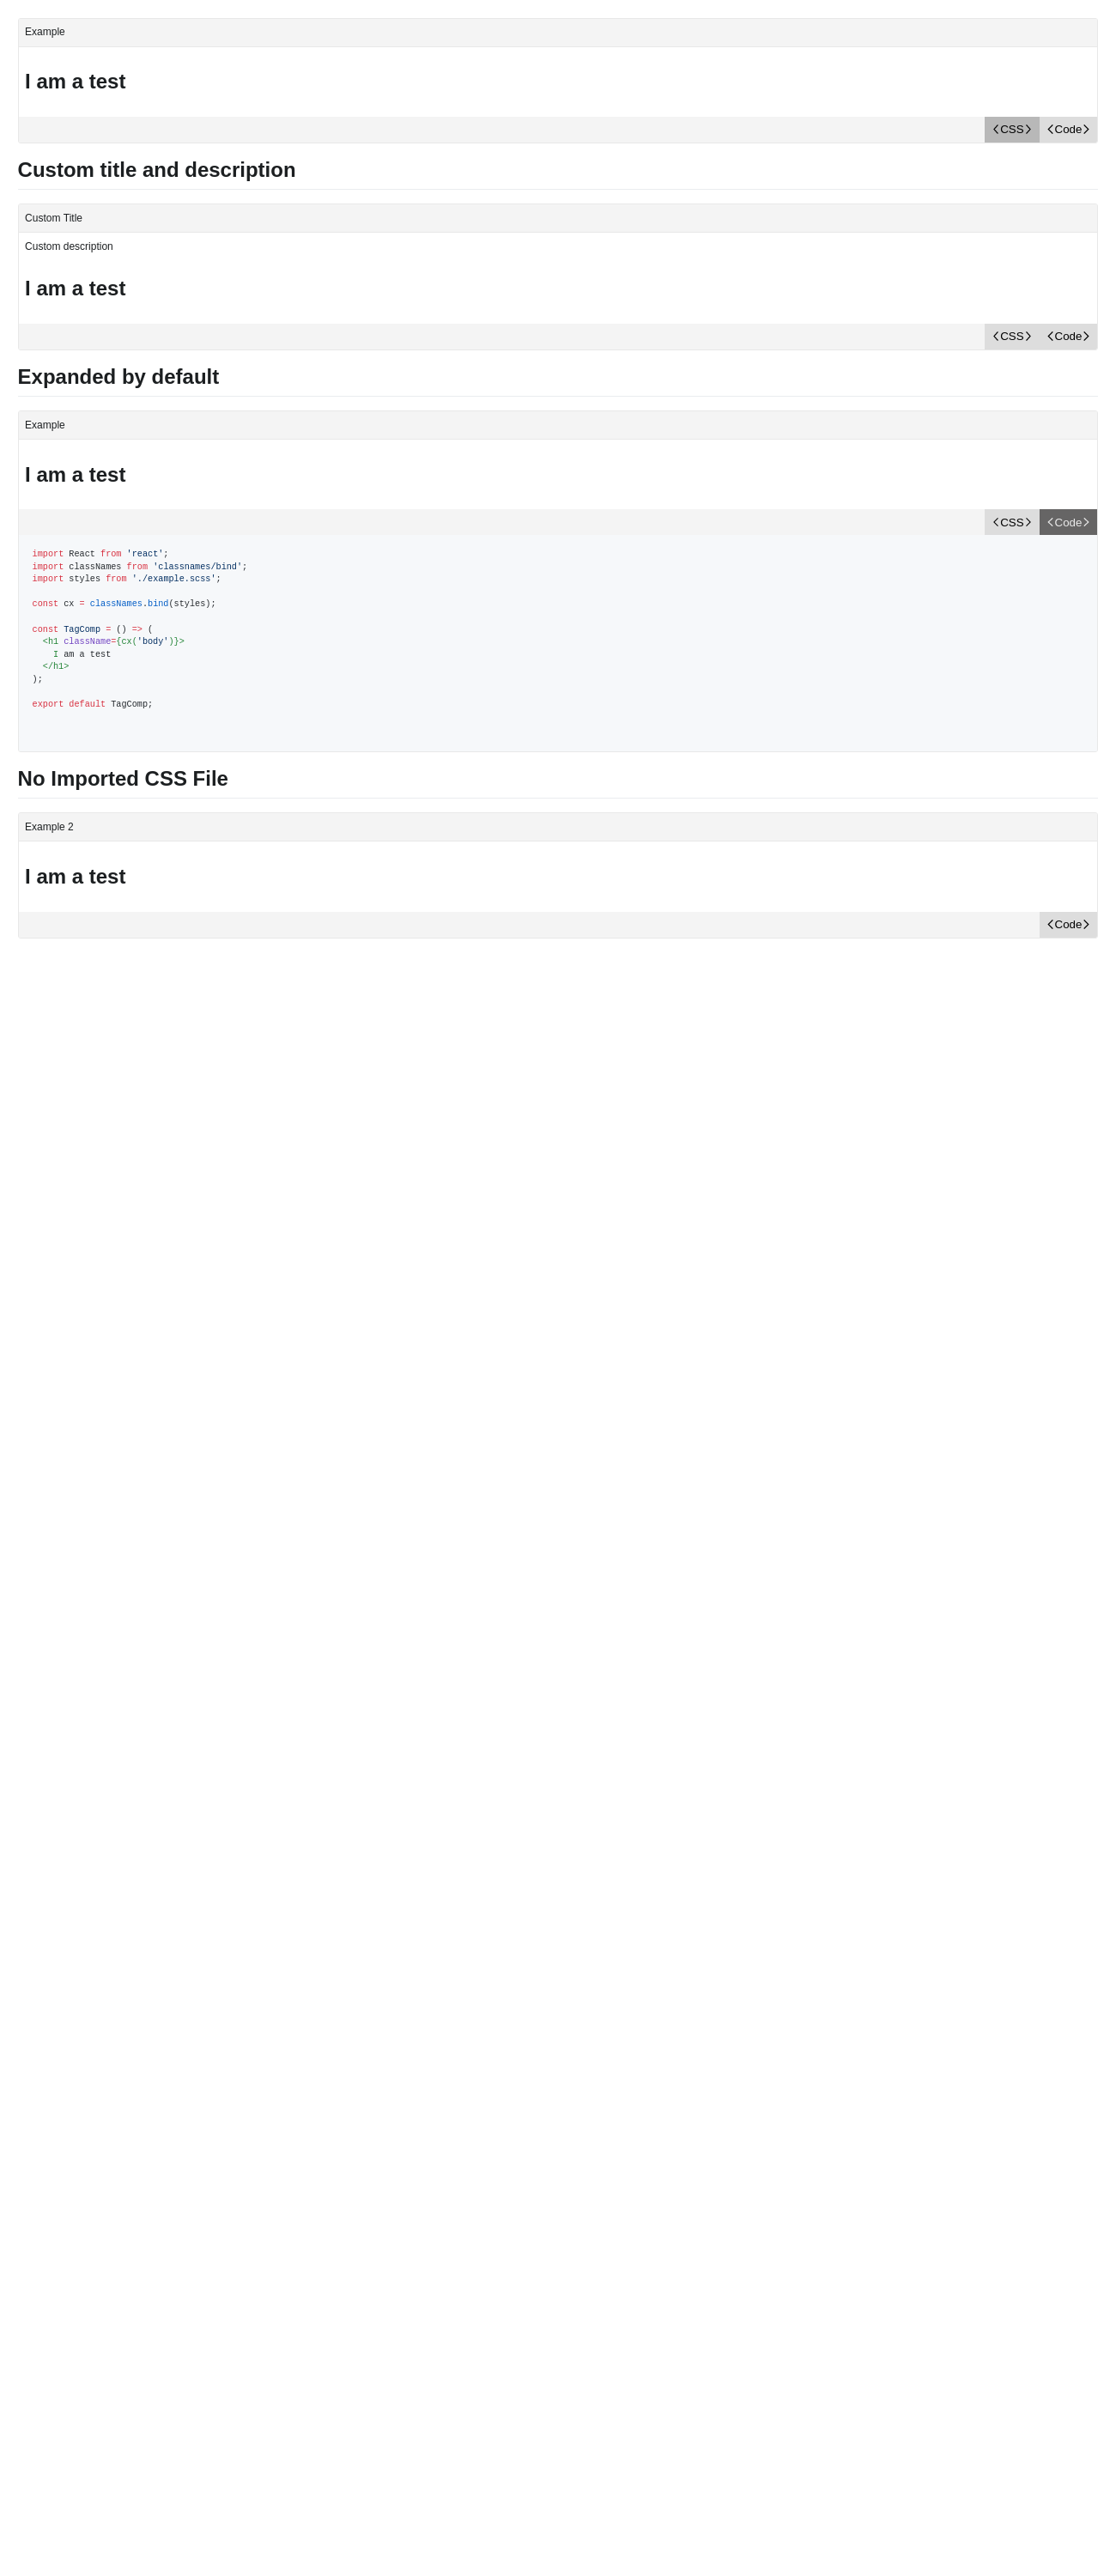 Example
I am a test
CSS Code
Custom title and description
Custom Title
Custom description
I am a test
CSS Code
Expanded by default
Example
I am a test
CSS Code
import React from 'react';
import classNames from 'classnames/bind';
import styles from './example.scss';
const cx = classNames.bind(styles);
const TagComp = () => (
  <h1 className={cx('body')}>
    I am a test
  </h1>
);
export default TagComp;
No Imported CSS File
Example 2
I am a test
Code